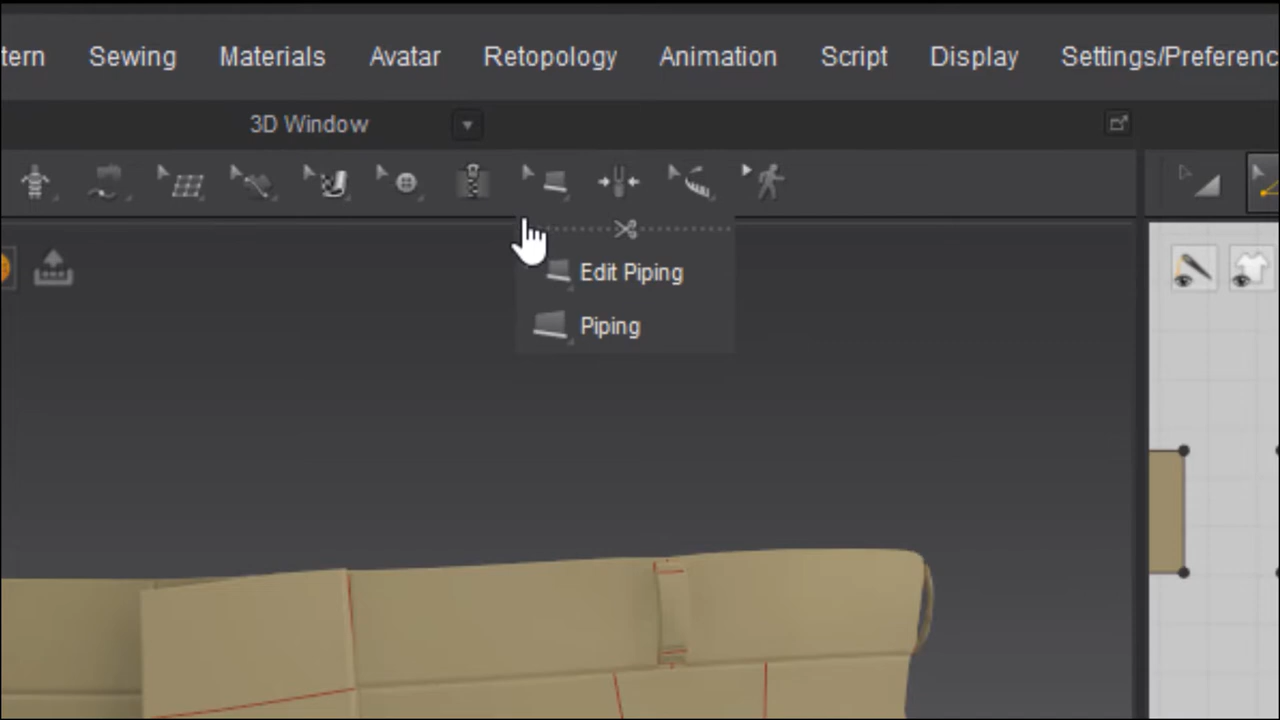 tern Sewing Materials Avatar Retopology Animation Script Display Settings/Preferenc
3D Window
Edit Piping
Piping